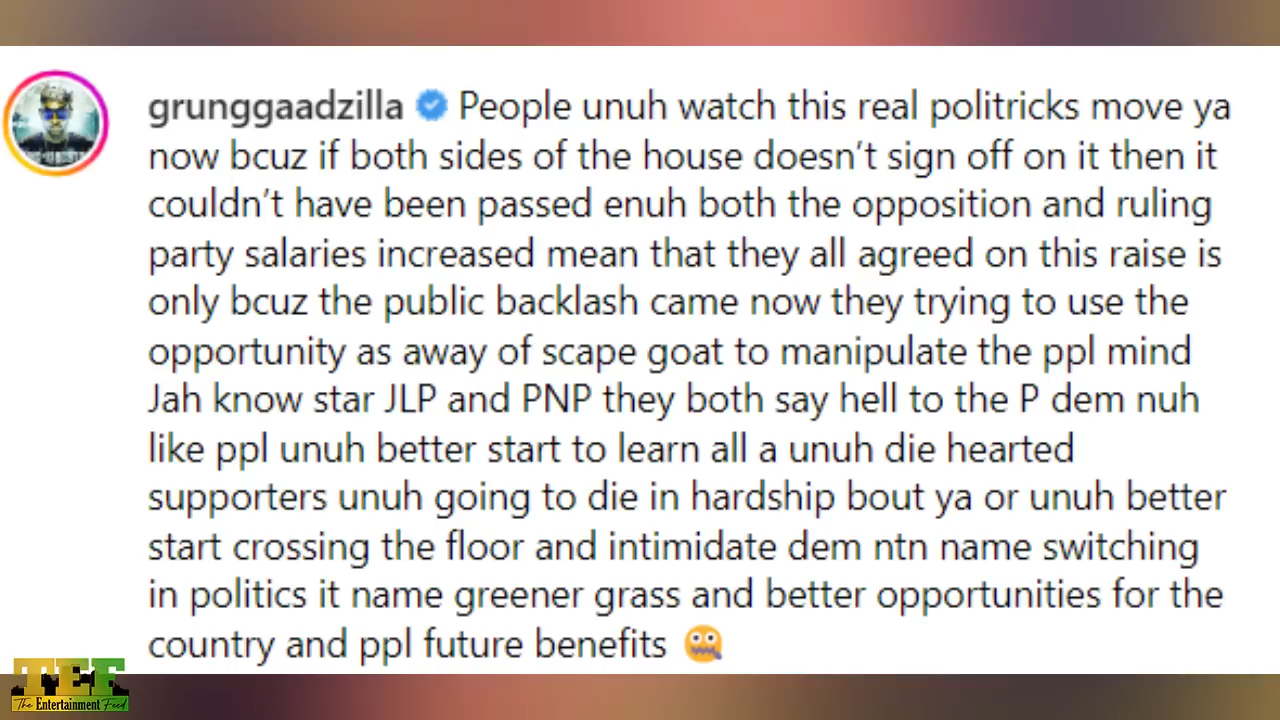 grunggaadzilla People unuh watch this real politricks move ya
now bcuz if both sides of the house doesn't sign off on it then it
couldn't have been passed enuh both the opposition and ruling
party salaries increased mean that they all agreed on this raise is
only bcuz the public backlash came now they trying to use the
opportunity as away of scape goat to manipulate the ppl mind
Jah know star JLP and PNP they both say hell to the P dem nuh
like ppl unuh better start to learn all a unuh die hearted
supporters unuh going to die in hardship bout ya or unuh better
start crossing the floor and intimidate dem ntn name switching
in politics it name greener grass and better opportunities for the
country and ppl future benefits 🤐
TEF
The Entertainment Feed